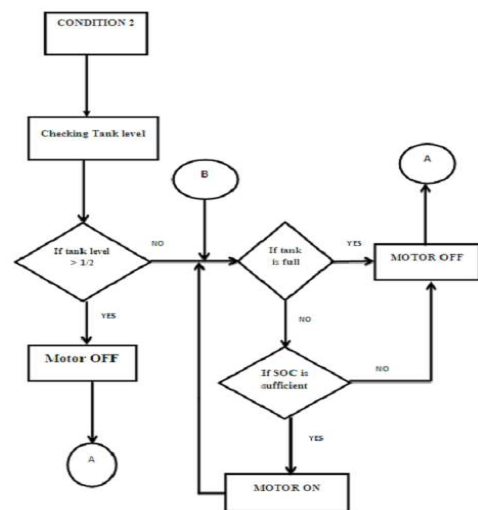 CONDITION 2
Checking Tank level
A
B
If tank level
> 1/2
NO
If tank
is full
YES
MOTOR OFF
YES
NO
Motor OFF
If SOC is
sufficient
NO
A
YES
MOTOR ON